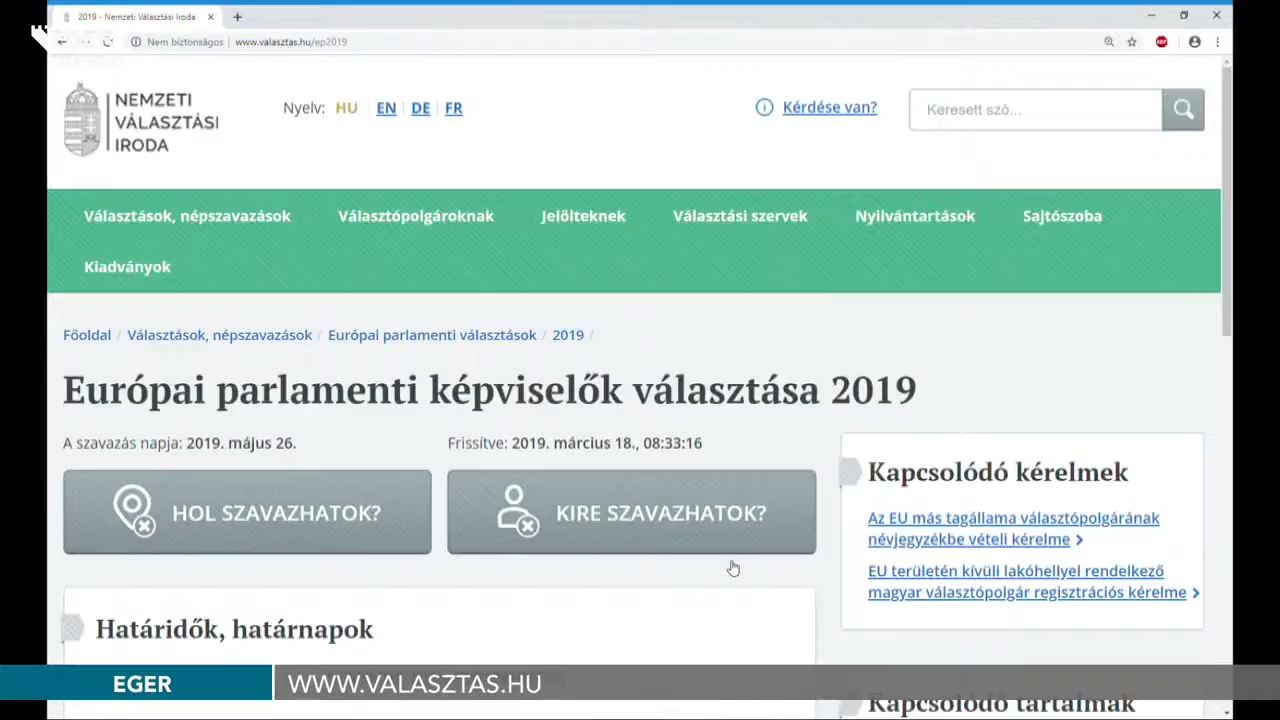 2019 - Nemzeti Választási Iroda
Nem biztonságos
www.valasztas.hu/ep2019
NEMZETI
VÁLASZTÁSI
IRODA
Nyelv: HU EN DE FR
Kérdése van?
Keresett szó...
Választások, népszavazások
Választópolgároknak
Jelölteknek
Választási szervek
Nyilvántartások
Sajtószoba
Kiadványok
Főoldal / Választások, népszavazások / Európai parlamenti választások / 2019 /
Európai parlamenti képviselők választása 2019
A szavazás napja: 2019. május 26.
Frissítve: 2019. március 18., 08:33:16
HOL SZAVAZHATOK?
KIRE SZAVAZHATOK?
Kapcsolódó kérelmek
Az EU más tagállama választópolgárának
névjegyzékbe vételi kérelme
EU területén kívüli lakóhellyel rendelkező
magyar választópolgár regisztrációs kérelme
Határidők, határnapok
Kapcsolódó tartalmak
EGER
WWW.VALASZTAS.HU